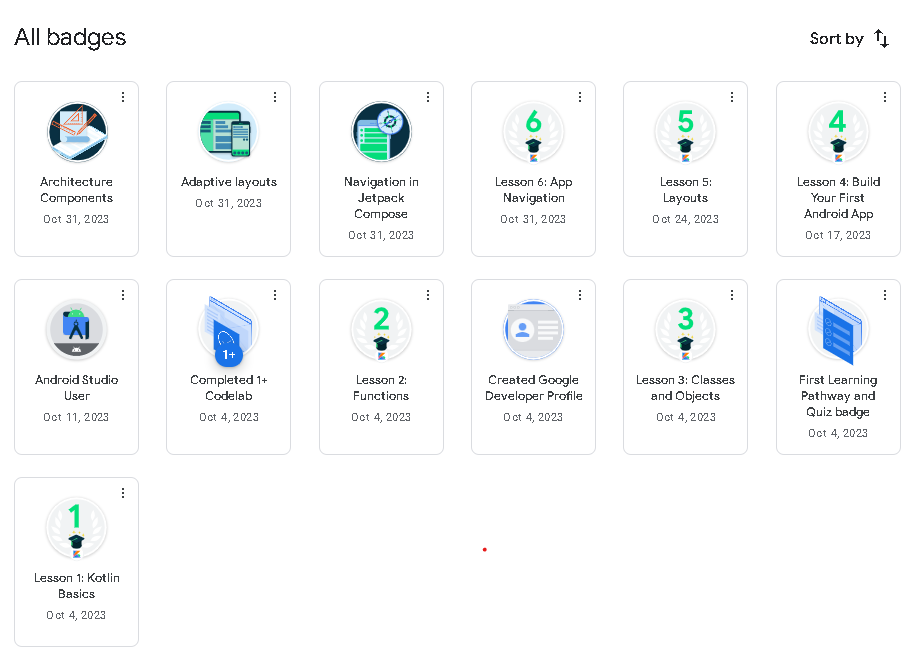 All badges
Sort by
6
5
4
Architecture
Components
Oct 31, 2023
Adaptive layouts
Oct 31, 2023
Navigation in
Jetpack
Compose
Oct 31, 2023
Lesson 6: App
Navigation
Oct 31, 2023
Lesson 5:
Layouts
Oct 24, 2023
Lesson 4: Build
Your First
Android App
Oct 17, 2023
1+
2
3
Android Studio
User
Oct 11, 2023
Completed 1+
Codelab
Oct 4, 2023
Lesson 2:
Functions
Oct 4, 2023
Created Google
Developer Profile
Oct 4, 2023
Lesson 3: Classes
and Objects
Oct 4, 2023
First Learning
Pathway and
Quiz badge
Oct 4, 2023
1
Lesson 1: Kotlin
Basics
Oct 4, 2023